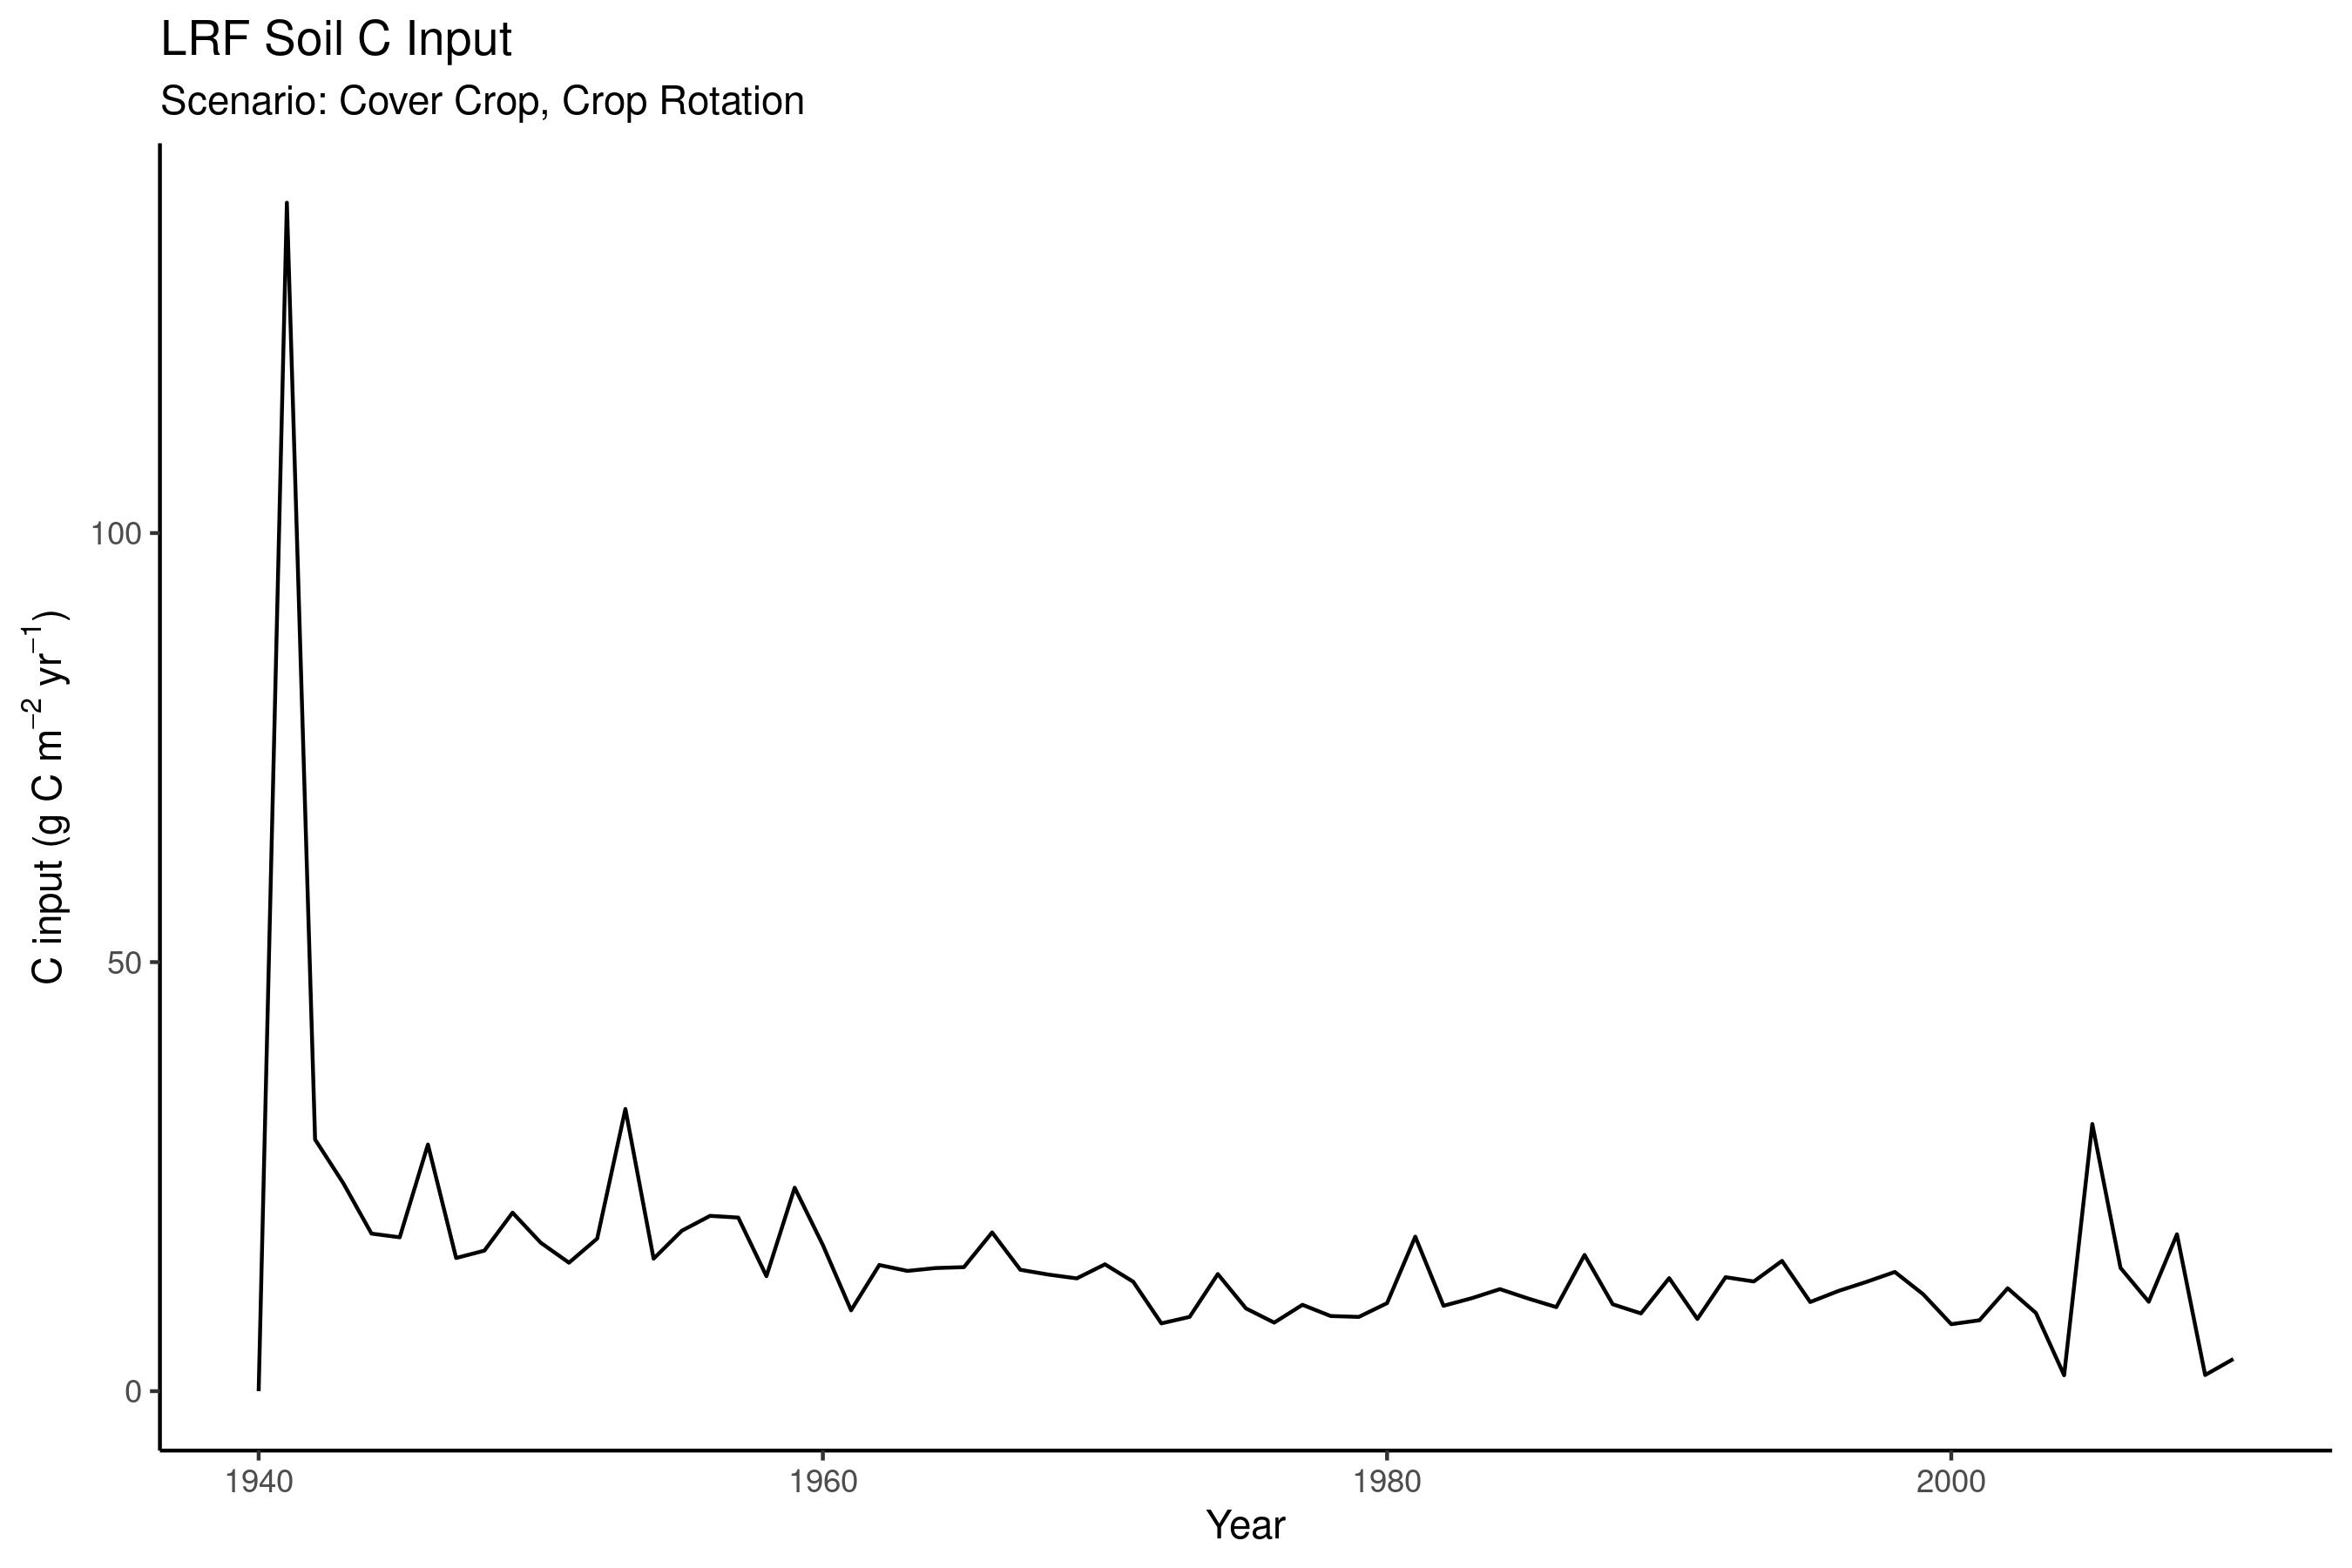 LRF Soil C Input
Scenario: Cover Crop, Crop Rotation
C input (g C m⁻² yr⁻¹)
100
50
0
1940 1960 1980 2000
Year